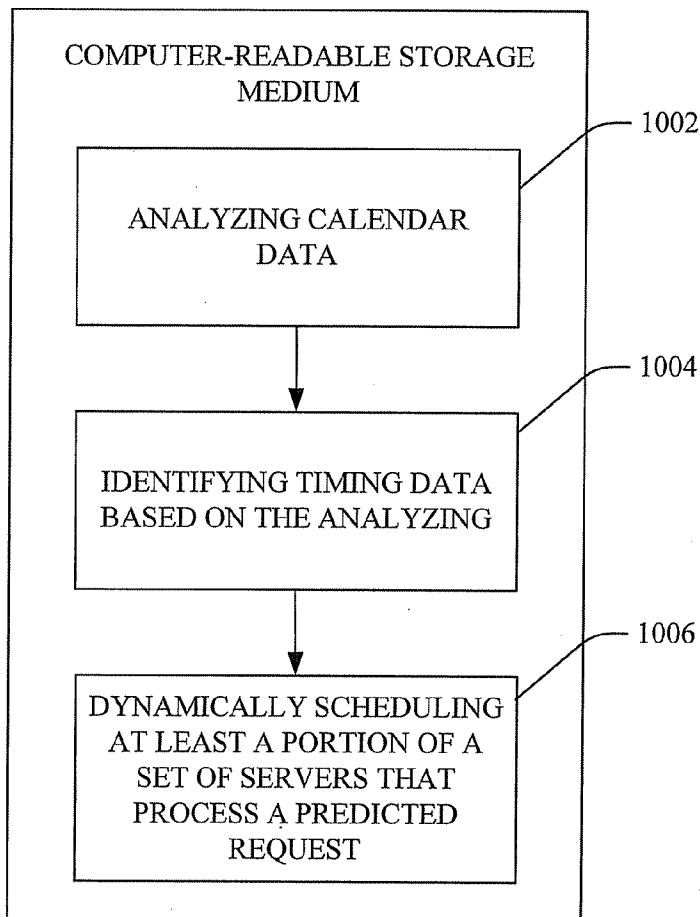 COMPUTER-READABLE STORAGE
MEDIUM
1002
ANALYZING CALENDAR
DATA
1004
IDENTIFYING TIMING DATA
BASED ON THE ANALYZING
1006
DYNAMICALLY SCHEDULING
AT LEAST A PORTION OF A
SET OF SERVERS THAT
PROCESS A PREDICTED
REQUEST